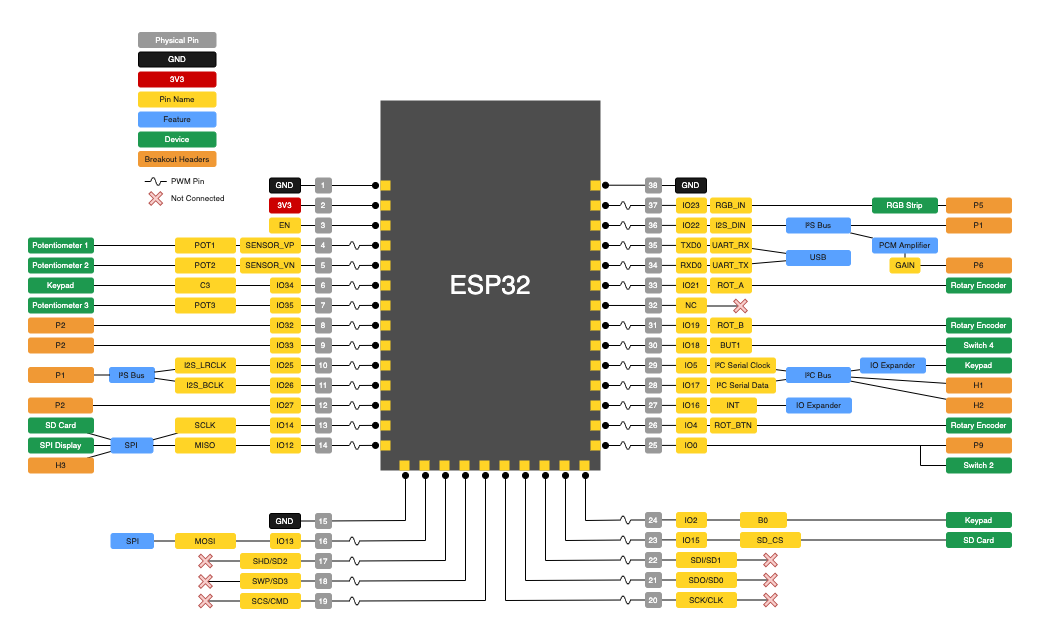 Physical Pin
GND
3V3
Pin Name
Feature
Device
Breakout Headers
PWM Pin
Not Connected
ESP32
GND 1
3V3 2
EN 3
Potentiometer 1 POT1 SENSOR_VP 4
Potentiometer 2 POT2 SENSOR_VN 5
Keypad C3 IO34 6
Potentiometer 3 POT3 IO35 7
P2 IO32 8
P2 IO33 9
I2S_LRCLK IO25 10
P1 I²S Bus
I2S_BCLK IO26 11
P2 IO27 12
SD Card SCLK IO14 13
SPI Display SPI MISO IO12 14
H3
GND 15
SPI MOSI IO13 16
SHD/SD2 17
SWP/SD3 18
SCS/CMD 19
38 GND
37 IO23 RGB_IN RGB Strip P5
36 IO22 I2S_DIN I²S Bus P1
35 TXD0 UART_RX PCM Amplifier
USB
34 RXD0 UART_TX GAIN P6
33 IO21 ROT_A Rotary Encoder
32 NC
31 IO19 ROT_B Rotary Encoder
30 IO18 BUT1 Switch 4
29 IO5 I²C Serial Clock IO Expander Keypad
I²C Bus
28 IO17 I²C Serial Data H1
27 IO16 INT IO Expander H2
26 IO4 ROT_BTN Rotary Encoder
25 IO0 P9
Switch 2
24 IO2 B0 Keypad
23 IO15 SD_CS SD Card
22 SDI/SD1
21 SDO/SD0
20 SCK/CLK